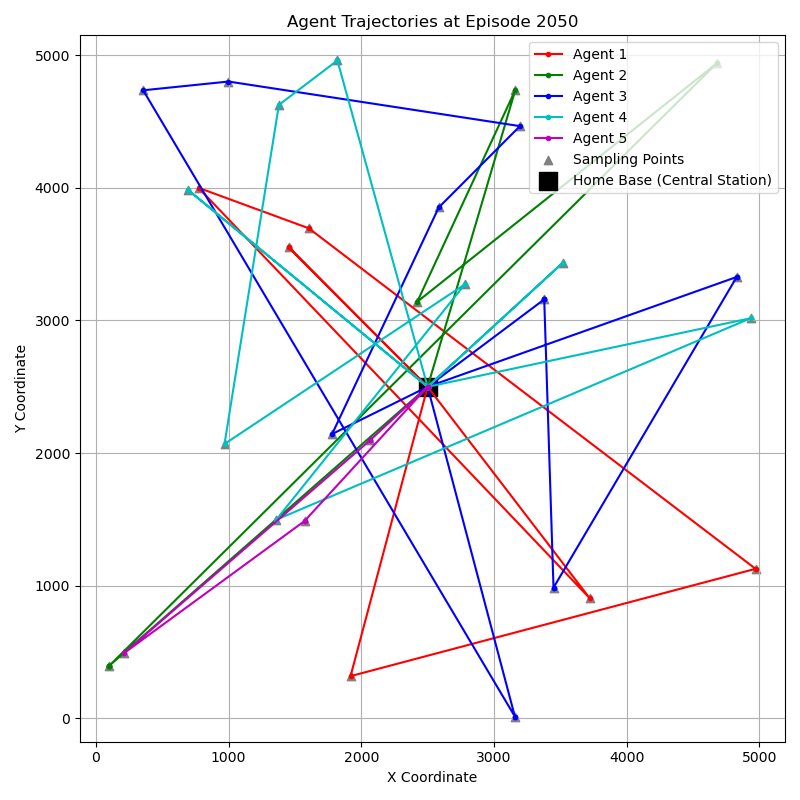 Agent Trajectories at Episode 2050
Agent 1
Agent 2
Agent 3
Agent 4
Agent 5
Sampling Points
Home Base (Central Station)
Y Coordinate
5000
4000
3000
2000
1000
0
0 1000 2000 3000 4000 5000
X Coordinate